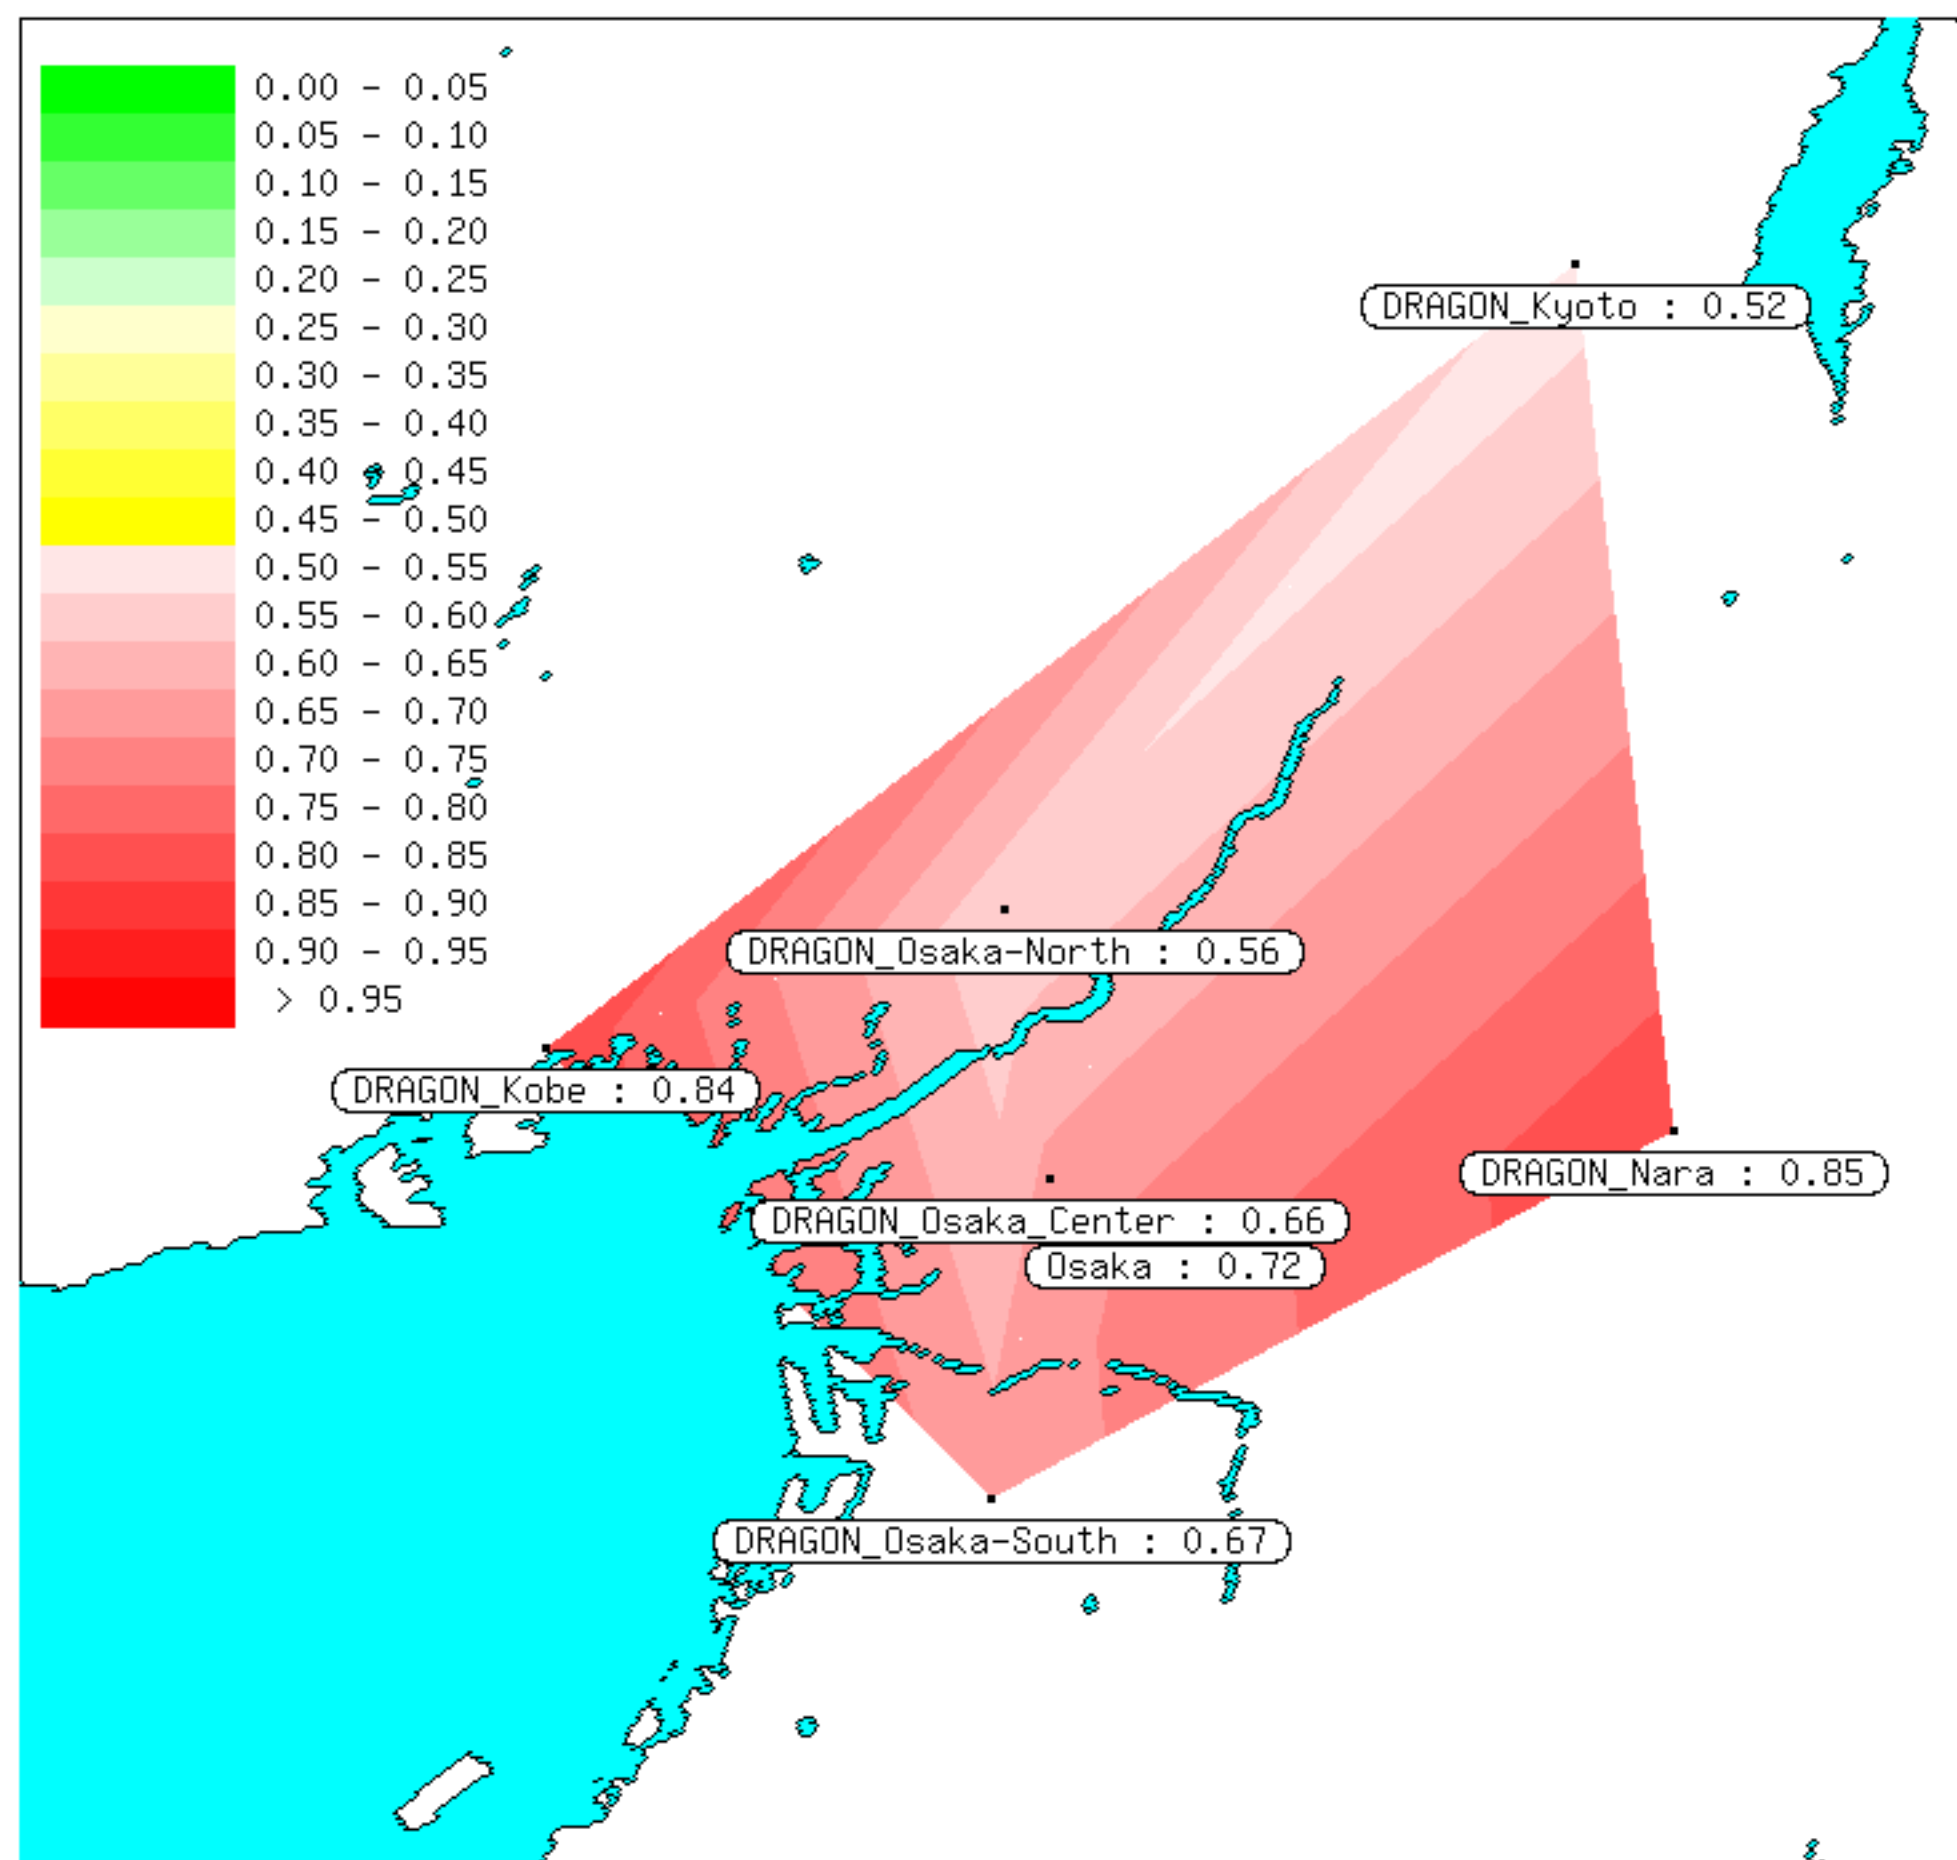 0.00 - 0.05
0.05 - 0.10
0.10 - 0.15
0.15 - 0.20
0.20 - 0.25
0.25 - 0.30
0.30 - 0.35
0.35 - 0.40
0.40 - 0.45
0.45 - 0.50
0.50 - 0.55
0.55 - 0.60
0.60 - 0.65
0.65 - 0.70
0.70 - 0.75
0.75 - 0.80
0.80 - 0.85
0.85 - 0.90
0.90 - 0.95
> 0.95
DRAGON_Kyoto : 0.52
DRAGON_Osaka-North : 0.56
DRAGON_Kobe : 0.84
DRAGON_Nara : 0.85
DRAGON_Osaka_Center : 0.66
Osaka : 0.72
DRAGON_Osaka-South : 0.67